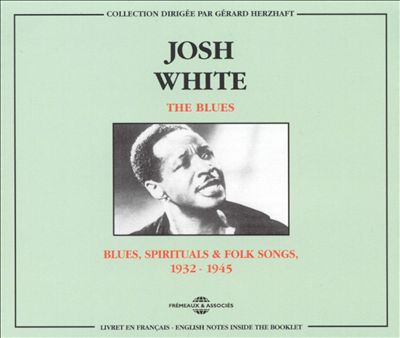 COLLECTION DIRIGÉE PAR GÉRARD HERZHAFT
JOSH
WHITE
THE BLUES
BLUES, SPIRITUALS & FOLK SONGS,
1932 - 1945
FRÉMEAUX & ASSOCIÉS
LIVRET EN FRANÇAIS - ENGLISH NOTES INSIDE THE BOOKLET